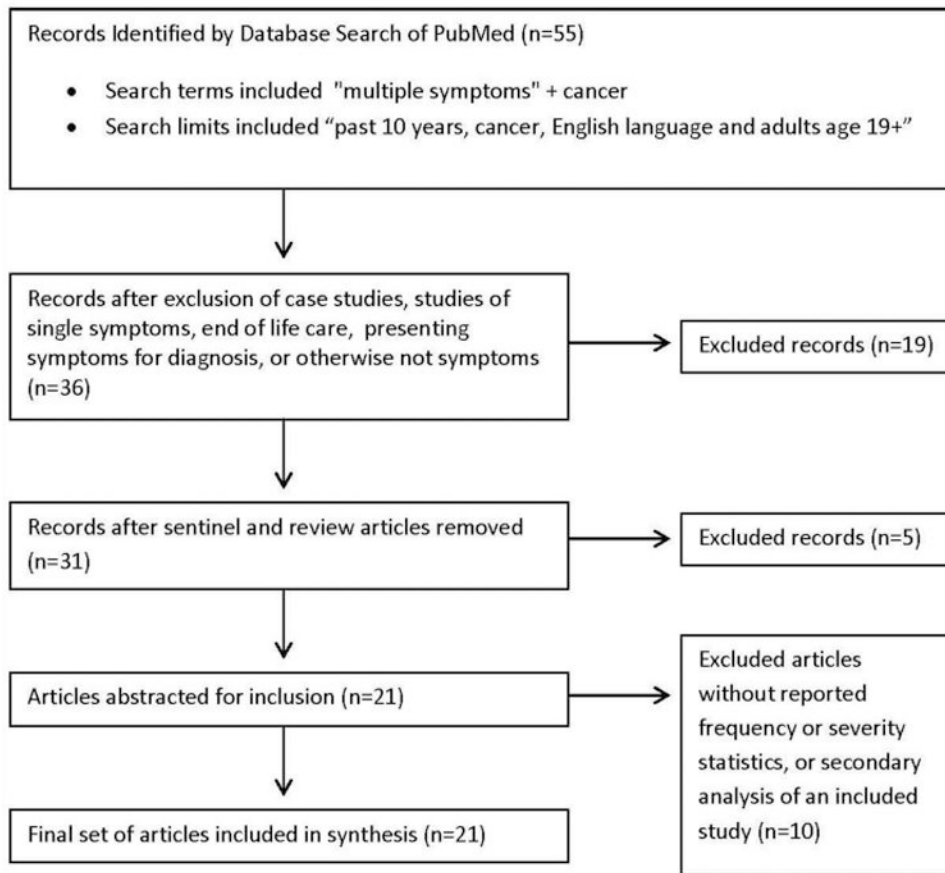 Records Identified by Database Search of PubMed (n=55)
• Search terms included "multiple symptoms" + cancer
• Search limits included “past 10 years, cancer, English language and adults age 19+”
Records after exclusion of case studies, studies of
single symptoms, end of life care, presenting
symptoms for diagnosis, or otherwise not symptoms
(n=36)
Excluded records (n=19)
Records after sentinel and review articles removed
(n=31)
Excluded records (n=5)
Articles abstracted for inclusion (n=21)
Excluded articles
without reported
frequency or severity
statistics, or secondary
analysis of an included
study (n=10)
Final set of articles included in synthesis (n=21)